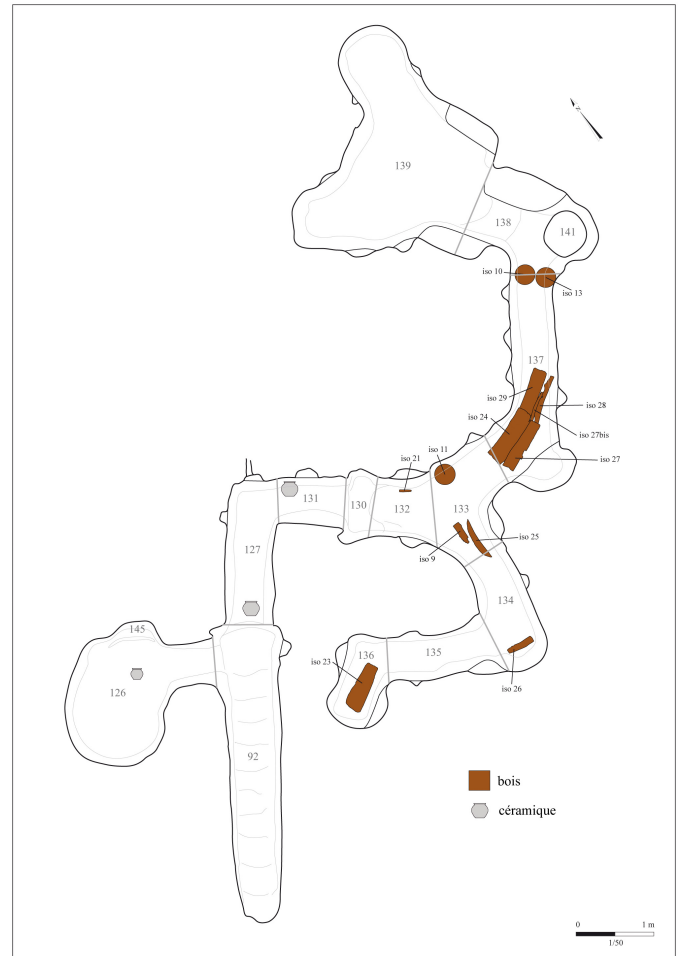 N
139
138
141
iso 10
iso 13
137
iso 29
iso 28
iso 24
iso 27bis
iso 11
iso 21
iso 27
131
130
132
133
127
iso 25
iso 9
134
145
136
135
iso 23
126
iso 26
92
bois
céramique
0 1 m
1/50